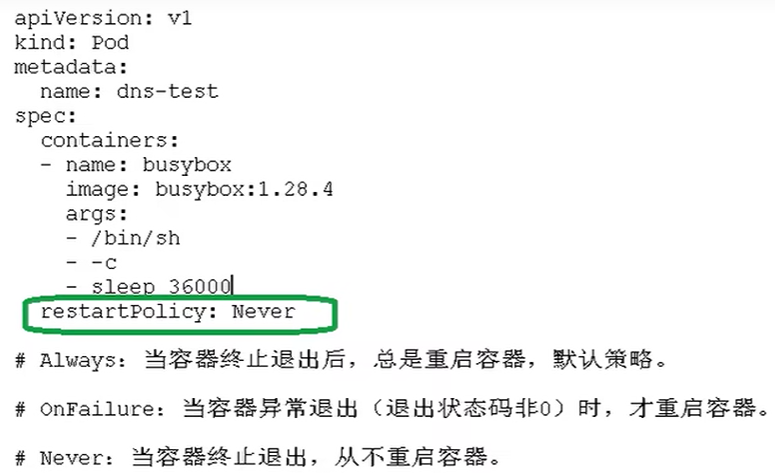 apiVersion: v1
kind: Pod
metadata:
  name: dns-test
spec:
  containers:
  - name: busybox
    image: busybox:1.28.4
    args:
    - /bin/sh
    - -c
    - sleep 36000
  restartPolicy: Never
# Always：当容器终止退出后，总是重启容器，默认策略。
# OnFailure：当容器异常退出（退出状态码非0）时，才重启容器。
# Never：当容器终止退出，从不重启容器。